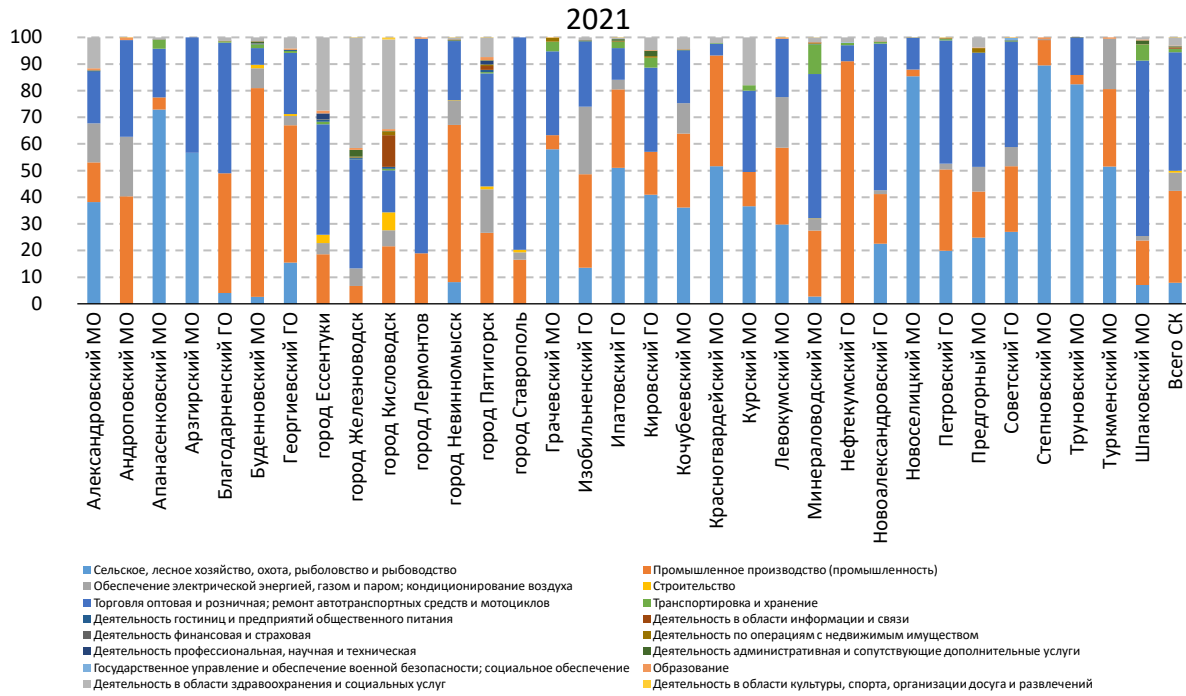 2021
100
90
80
70
60
50
40
30
20
10
0
Александровский МО
Андроповский МО
Апанасенковский МО
Арзгирский МО
Благодарненский ГО
Буденновский МО
Георгиевский ГО
город Ессентуки
город Железноводск
город Кисловодск
город Лермонтов
город Невинномысск
город Пятигорск
город Ставрополь
Грачевский МО
Изобильненский ГО
Ипатовский ГО
Кировский ГО
Кочубеевский МО
Красногвардейский МО
Курский МО
Левокумский МО
Минераловодский МО
Нефтекумский ГО
Новоалександровский ГО
Новоселицкий МО
Петровский ГО
Предгорный МО
Советский ГО
Степновский МО
Труновский МО
Туркменский МО
Шпаковский МО
Всего СК
Сельское, лесное хозяйство, охота, рыболовство и рыбоводство
Промышленное производство (промышленность)
Обеспечение электрической энергией, газом и паром; кондиционирование воздуха
Строительство
Торговля оптовая и розничная; ремонт автотранспортных средств и мотоциклов
Транспортировка и хранение
Деятельность гостиниц и предприятий общественного питания
Деятельность в области информации и связи
Деятельность финансовая и страховая
Деятельность по операциям с недвижимым имуществом
Деятельность профессиональная, научная и техническая
Деятельность административная и сопутствующие дополнительные услуги
Государственное управление и обеспечение военной безопасности; социальное обеспечение
Образование
Деятельность в области здравоохранения и социальных услуг
Деятельность в области культуры, спорта, организации досуга и развлечений